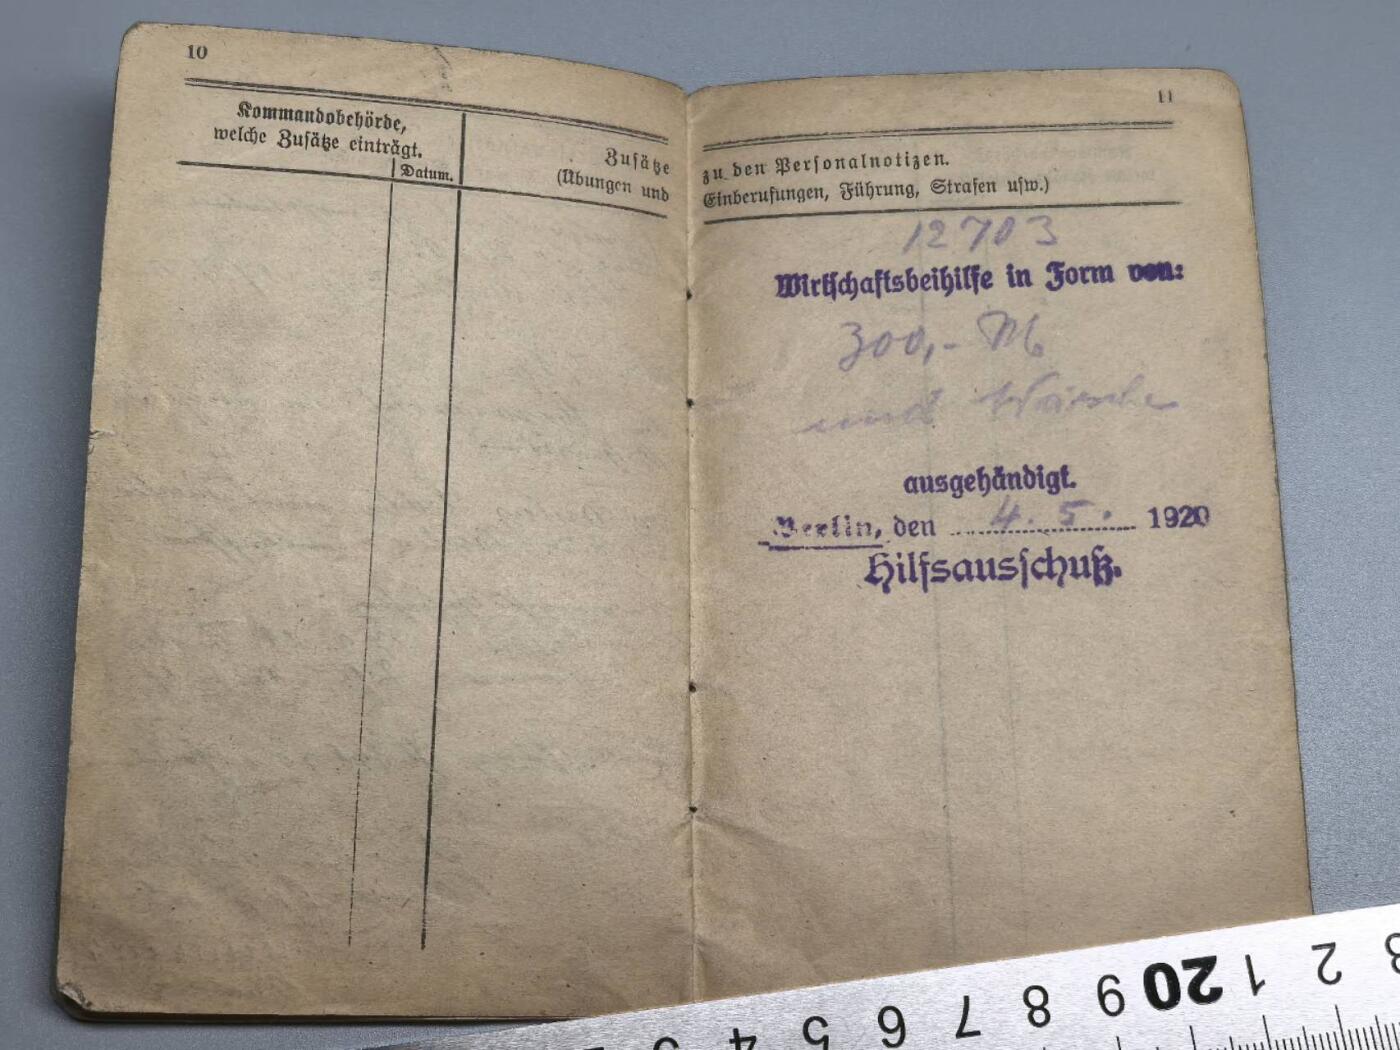 10
Kommandobehörde,
welche Zusätze einträgt.
Datum.
Zusätze
(Übungen und
11
zu den Personalnotizen.
Einberufungen, Führung, Strafen usw.)
12703
Wirtschaftsbeihilfe in Form von:
300,- M
und Wäsche
ausgehändigt.
Berlin, den 4. 5. 1920
Hilfsausschuß.
4 5 6 7 8 9 20 1 2 3